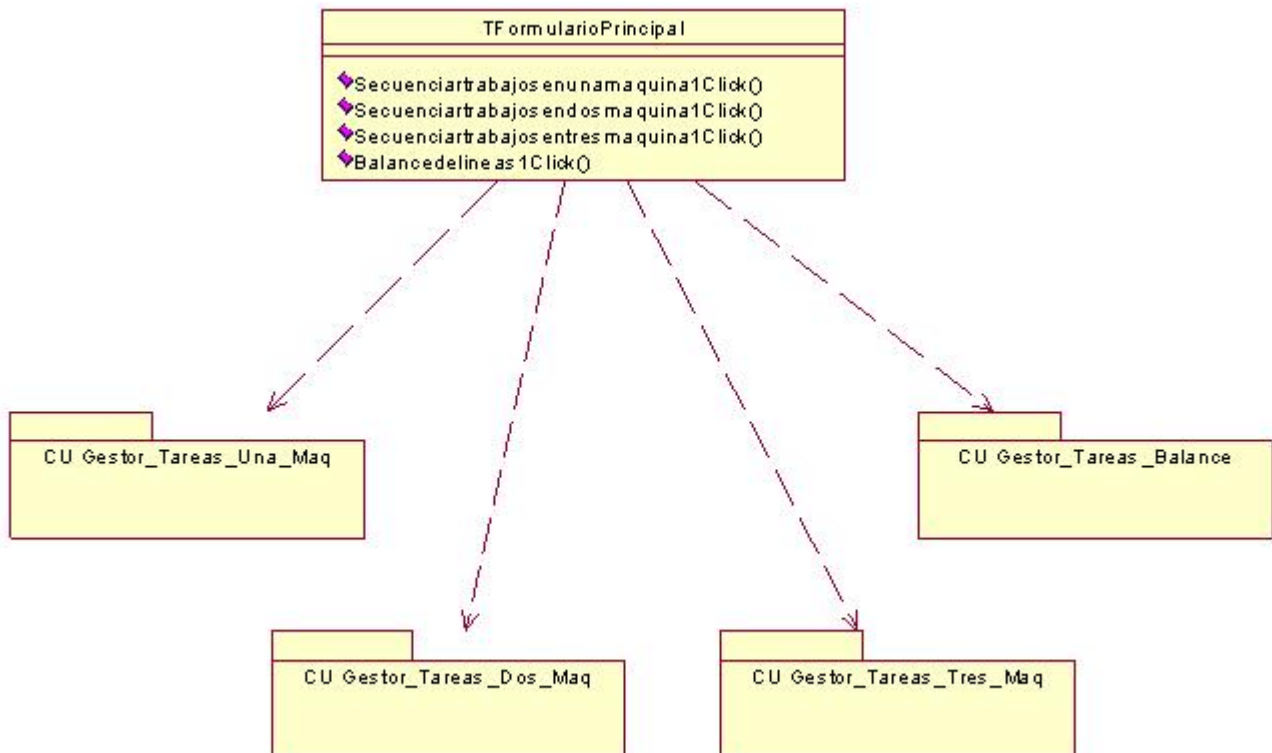 TFormularioPrincipal
Secuenciartrabajosenunamaquina1Click()
Secuenciartrabajosendosmaquina1Click()
Secuenciartrabajosentresmaquina1Click()
Balancedelineas1Click()
CU Gestor_Tareas_Una_Maq
CU Gestor_Tareas_Balance
CU Gestor_Tareas_Dos_Maq
CU Gestor_Tareas_Tres_Maq